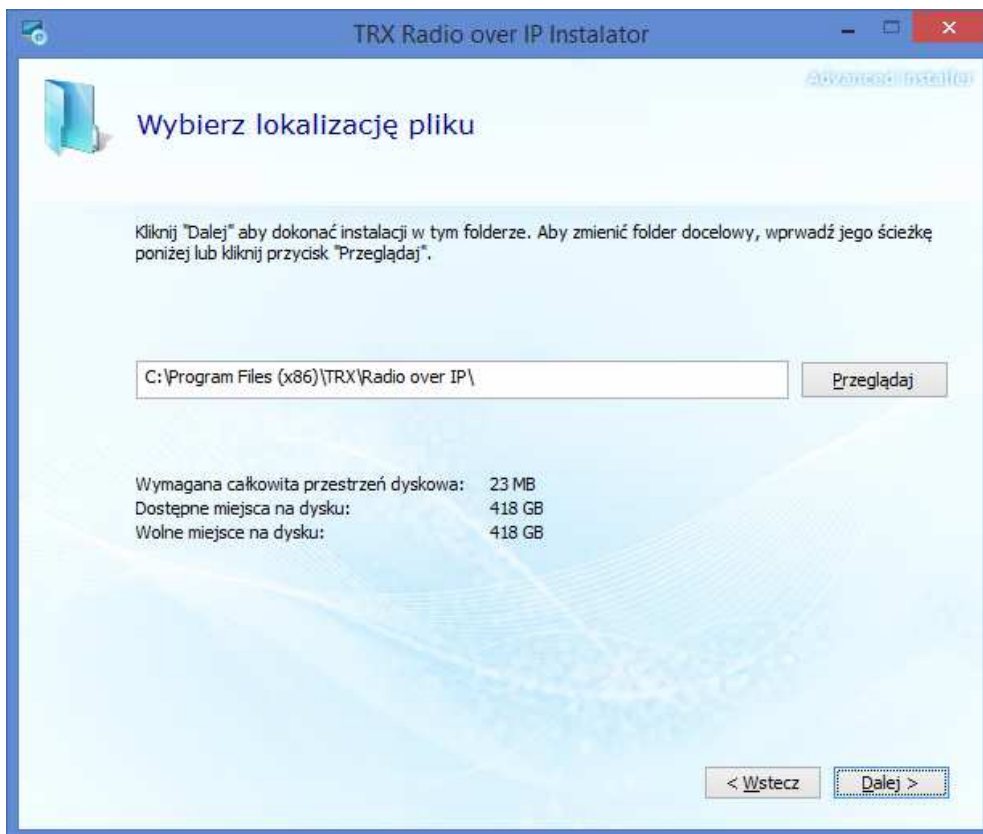 TRX Radio over IP Instalator
Advanced Installer
Wybierz lokalizację pliku
Kliknij "Dalej" aby dokonać instalacji w tym folderze. Aby zmienić folder docelowy, wprwadź jego ścieżkę
poniżej lub kliknij przycisk "Przeglądaj".
C:\Program Files (x86)\TRX\Radio over IP\
Przeglądaj
Wymagana całkowita przestrzeń dyskowa: 23 MB
Dostępne miejsca na dysku: 418 GB
Wolne miejsce na dysku: 418 GB
< Wstecz
Dalej >